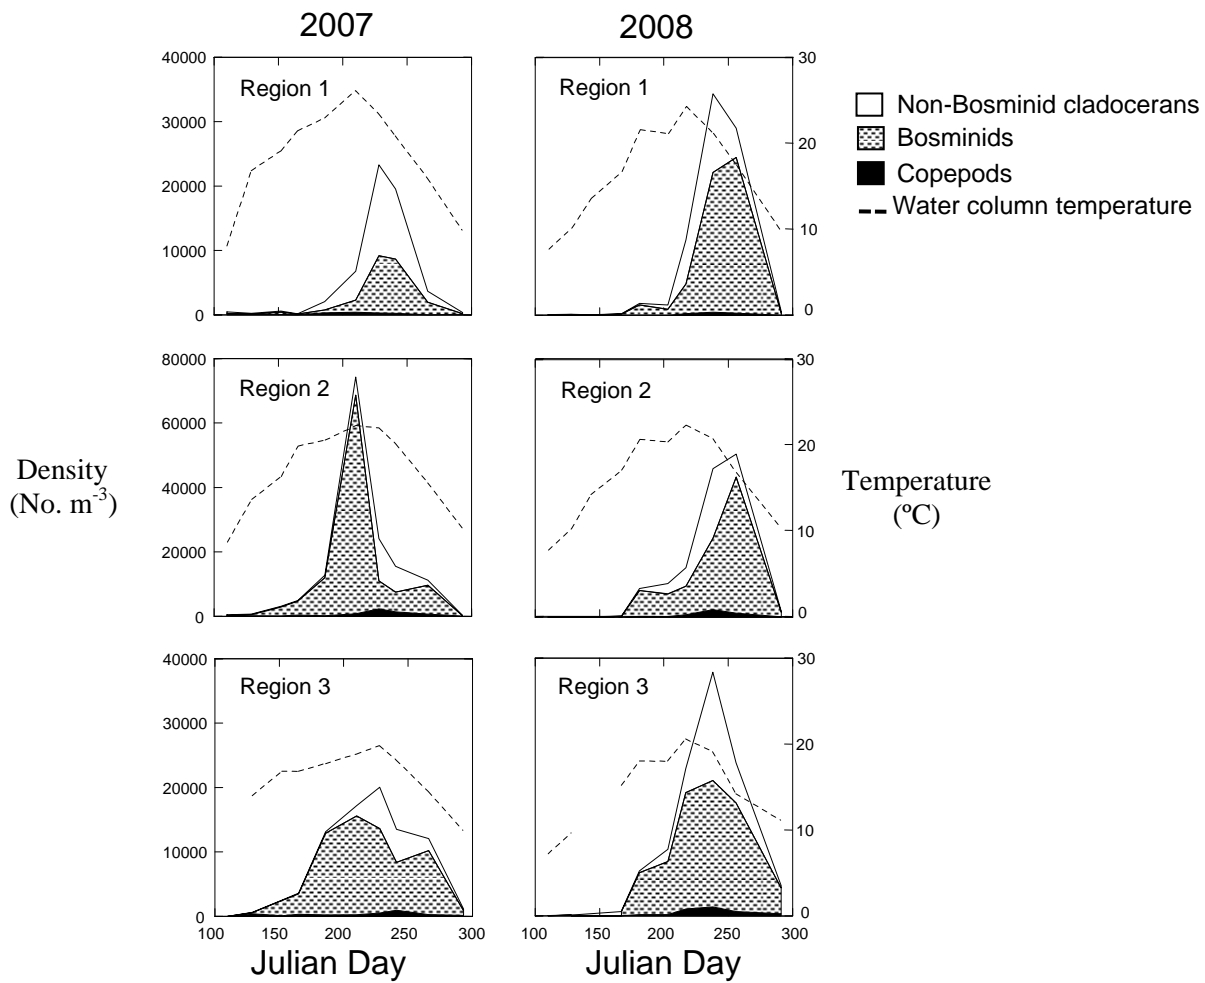 2007
2008
40000
30000
20000
10000
0
Region 1
Region 1
30
20
10
0
Non-Bosminid cladocerans
Bosminids
Copepods
Water column temperature
80000
60000
40000
20000
0
Region 2
Region 2
30
20
10
0
Density
(No. m-3)
Temperature
(ºC)
40000
30000
20000
10000
0
Region 3
Region 3
30
20
10
0
100 150 200 250 300
100 150 200 250 300
Julian Day
Julian Day